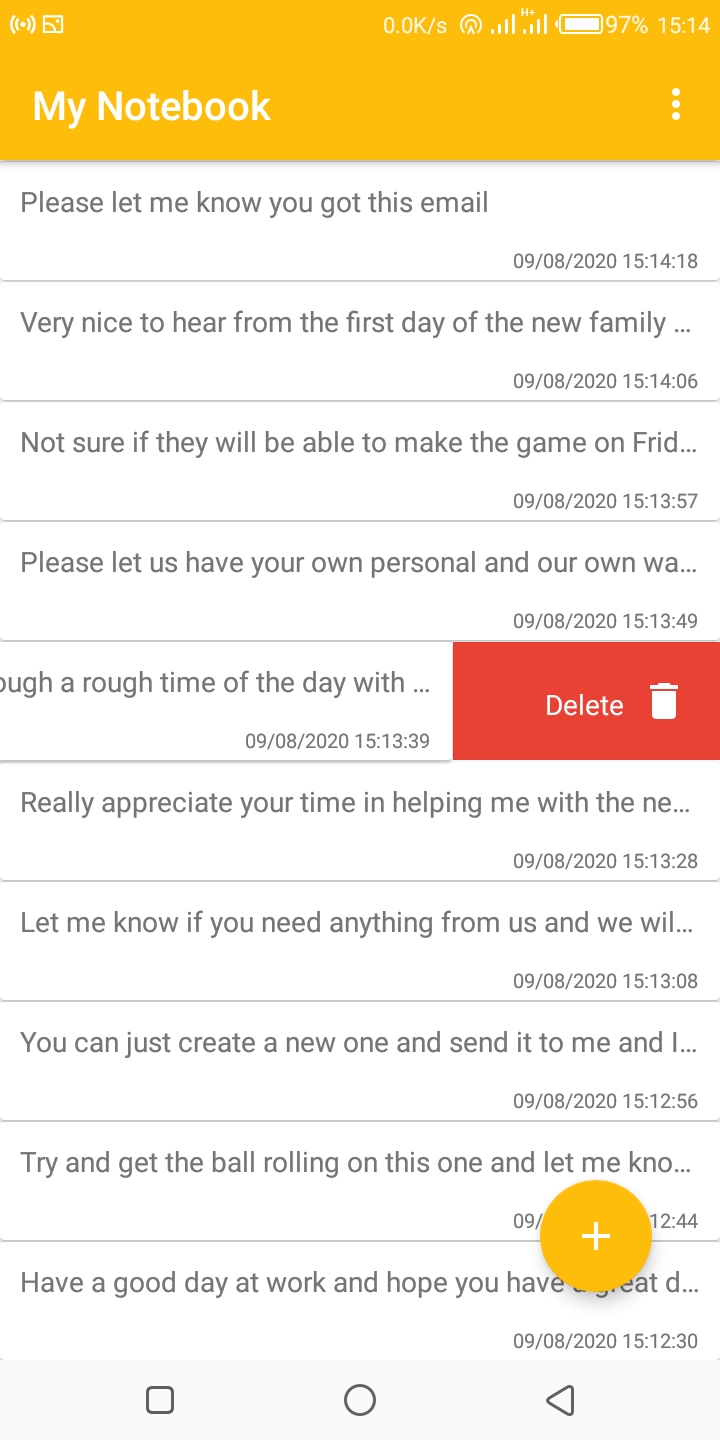 0.0K/s H+ 97% 15:14
My Notebook
Please let me know you got this email
09/08/2020 15:14:18
Very nice to hear from the first day of the new family ...
09/08/2020 15:14:06
Not sure if they will be able to make the game on Frid...
09/08/2020 15:13:57
Please let us have your own personal and our own wa...
09/08/2020 15:13:49
ough a rough time of the day with ...
Delete
09/08/2020 15:13:39
Really appreciate your time in helping me with the ne...
09/08/2020 15:13:28
Let me know if you need anything from us and we wil...
09/08/2020 15:13:08
You can just create a new one and send it to me and I...
09/08/2020 15:12:56
Try and get the ball rolling on this one and let me kno...
09/ 12:44
Have a good day at work and hope you have a great d...
09/08/2020 15:12:30